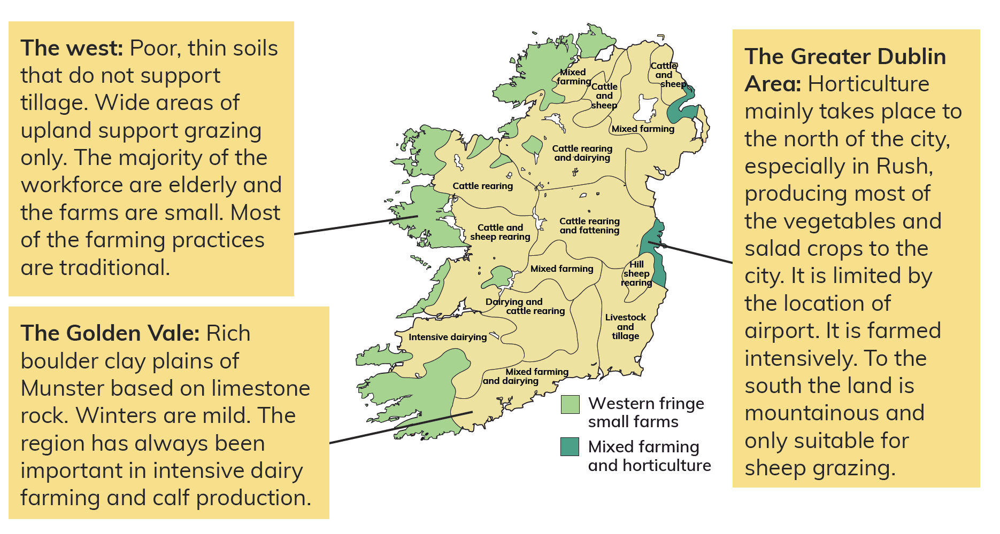 The west: Poor, thin soils
that do not support
tillage. Wide areas of
upland support grazing
only. The majority of the
workforce are elderly and
the farms are small. Most
of the farming practices
are traditional.
The Golden Vale: Rich
boulder clay plains of
Munster based on limestone
rock. Winters are mild. The
region has always been
important in intensive dairy
farming and calf production.
Mixed
farming
Cattle
and
sheep
Cattle
and
sheep
Mixed farming
Cattle rearing
and dairying
Cattle rearing
Cattle and
sheep rearing
Cattle rearing
and fattening
Mixed farming
Hill
sheep
rearing
Dairying and
cattle rearing
Livestock
and
tillage
Intensive dairying
Mixed farming
and dairying
Western fringe
small farms
Mixed farming
and horticulture
The Greater Dublin
Area: Horticulture
mainly takes place to
the north of the city,
especially in Rush,
producing most of
the vegetables and
salad crops to the
city. It is limited by
the location of
airport. It is farmed
intensively. To the
south the land is
mountainous and
only suitable for
sheep grazing.